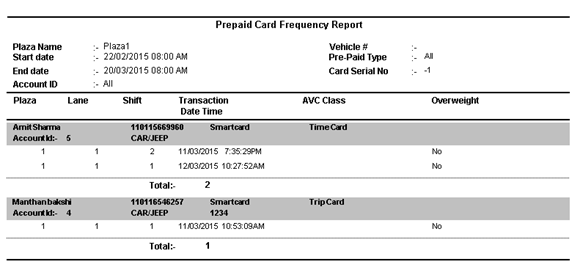 Prepaid Card Frequency Report
Plaza Name :- Plaza1 Vehicle # :-
Start date :- 22/02/2015 08:00 AM Pre-Paid Type :- All
End date :- 20/03/2015 08:00 AM Card Serial No :- -1
Account ID :- All
Plaza Lane Shift Transaction Date Time AVC Class Overweight
Amit Sharma 110115669960 Smartcard Time Card
Account Id:- 5 CAR/JEEP
1 1 2 11/03/2015 7:35:29PM No
1 1 1 12/03/2015 10:27:52AM No
Total:- 2
Manthan bakshi 110116546257 Smartcard Trip Card
Account Id:- 4 CAR/JEEP 1234
1 1 1 11/03/2015 10:53:09AM No
Total:- 1